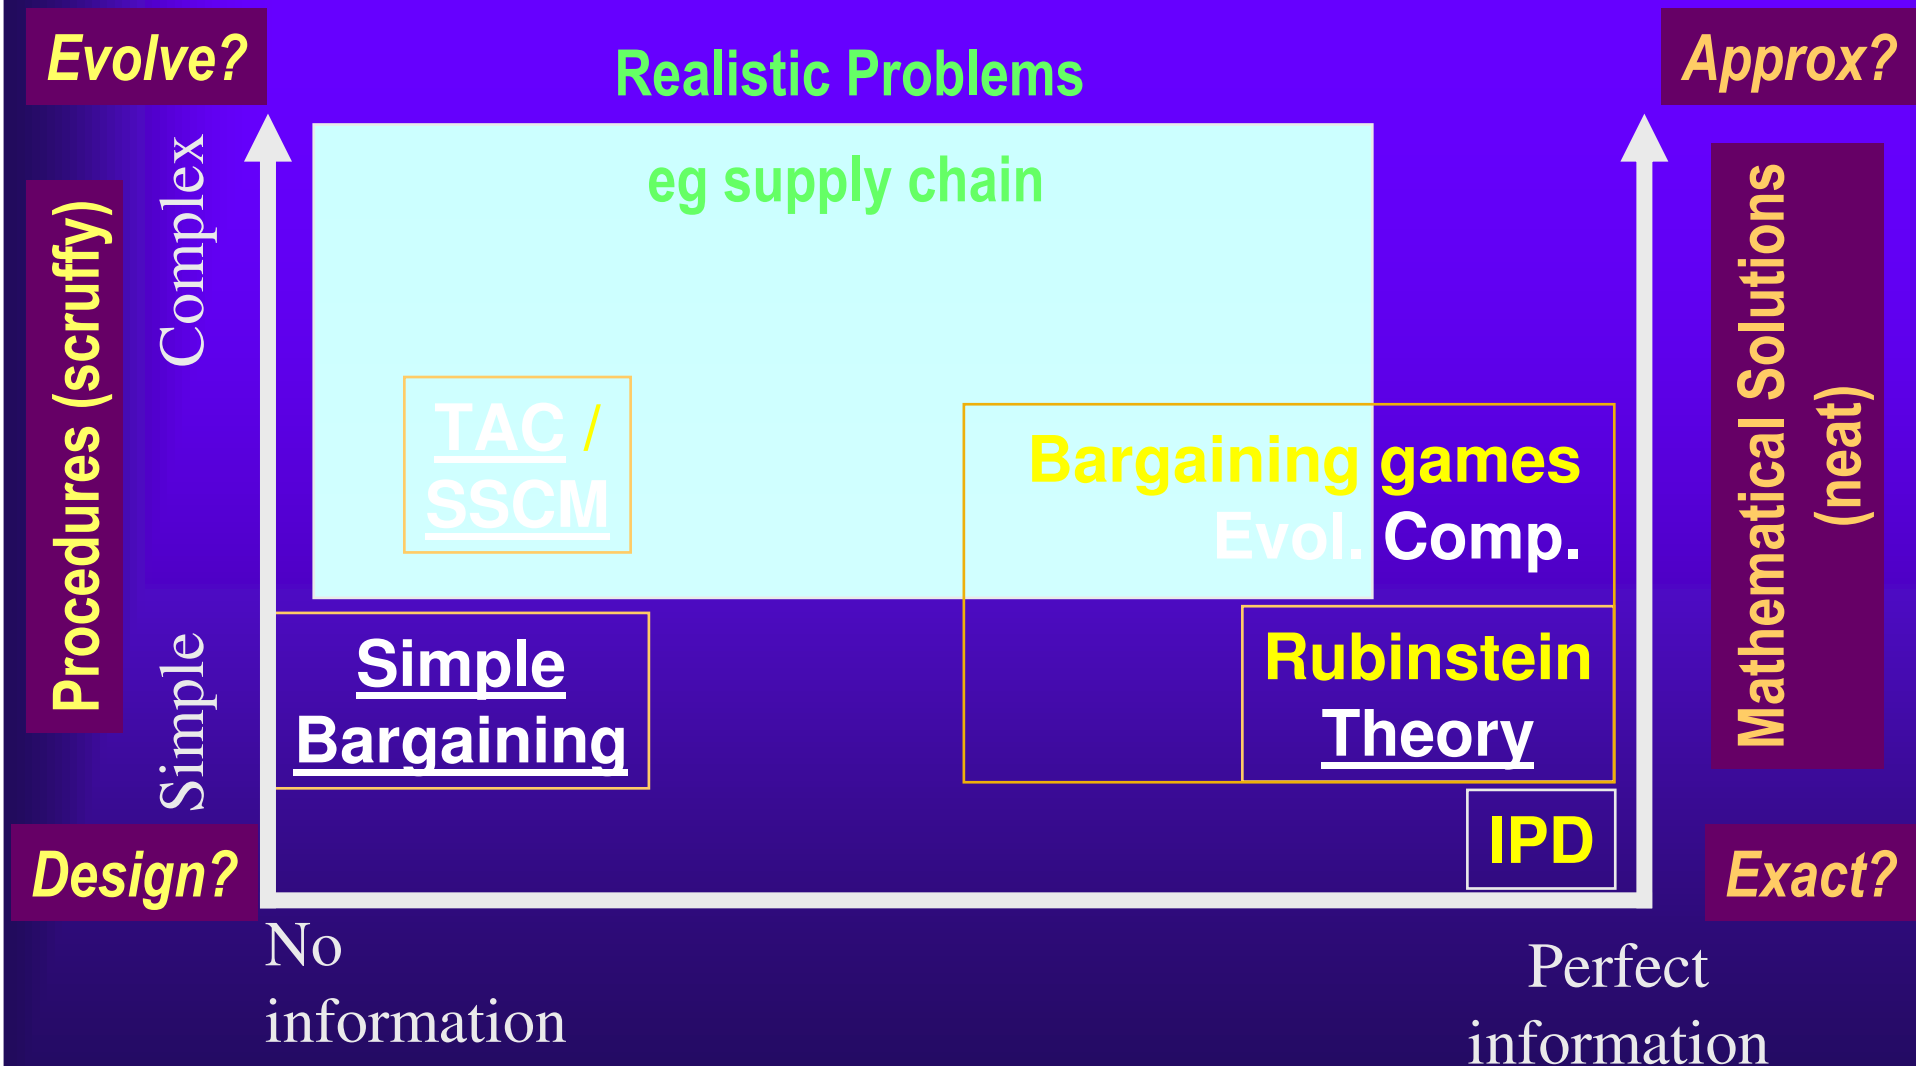 Evolve?
Realistic Problems
Approx?
eg supply chain
Complex
Procedures (scruffy)
Mathematical Solutions
(neat)
TAC /
SSCM
Bargaining games
Evol. Comp.
Simple
Simple
Bargaining
Rubinstein
Theory
IPD
Design?
Exact?
No
information
Perfect
information